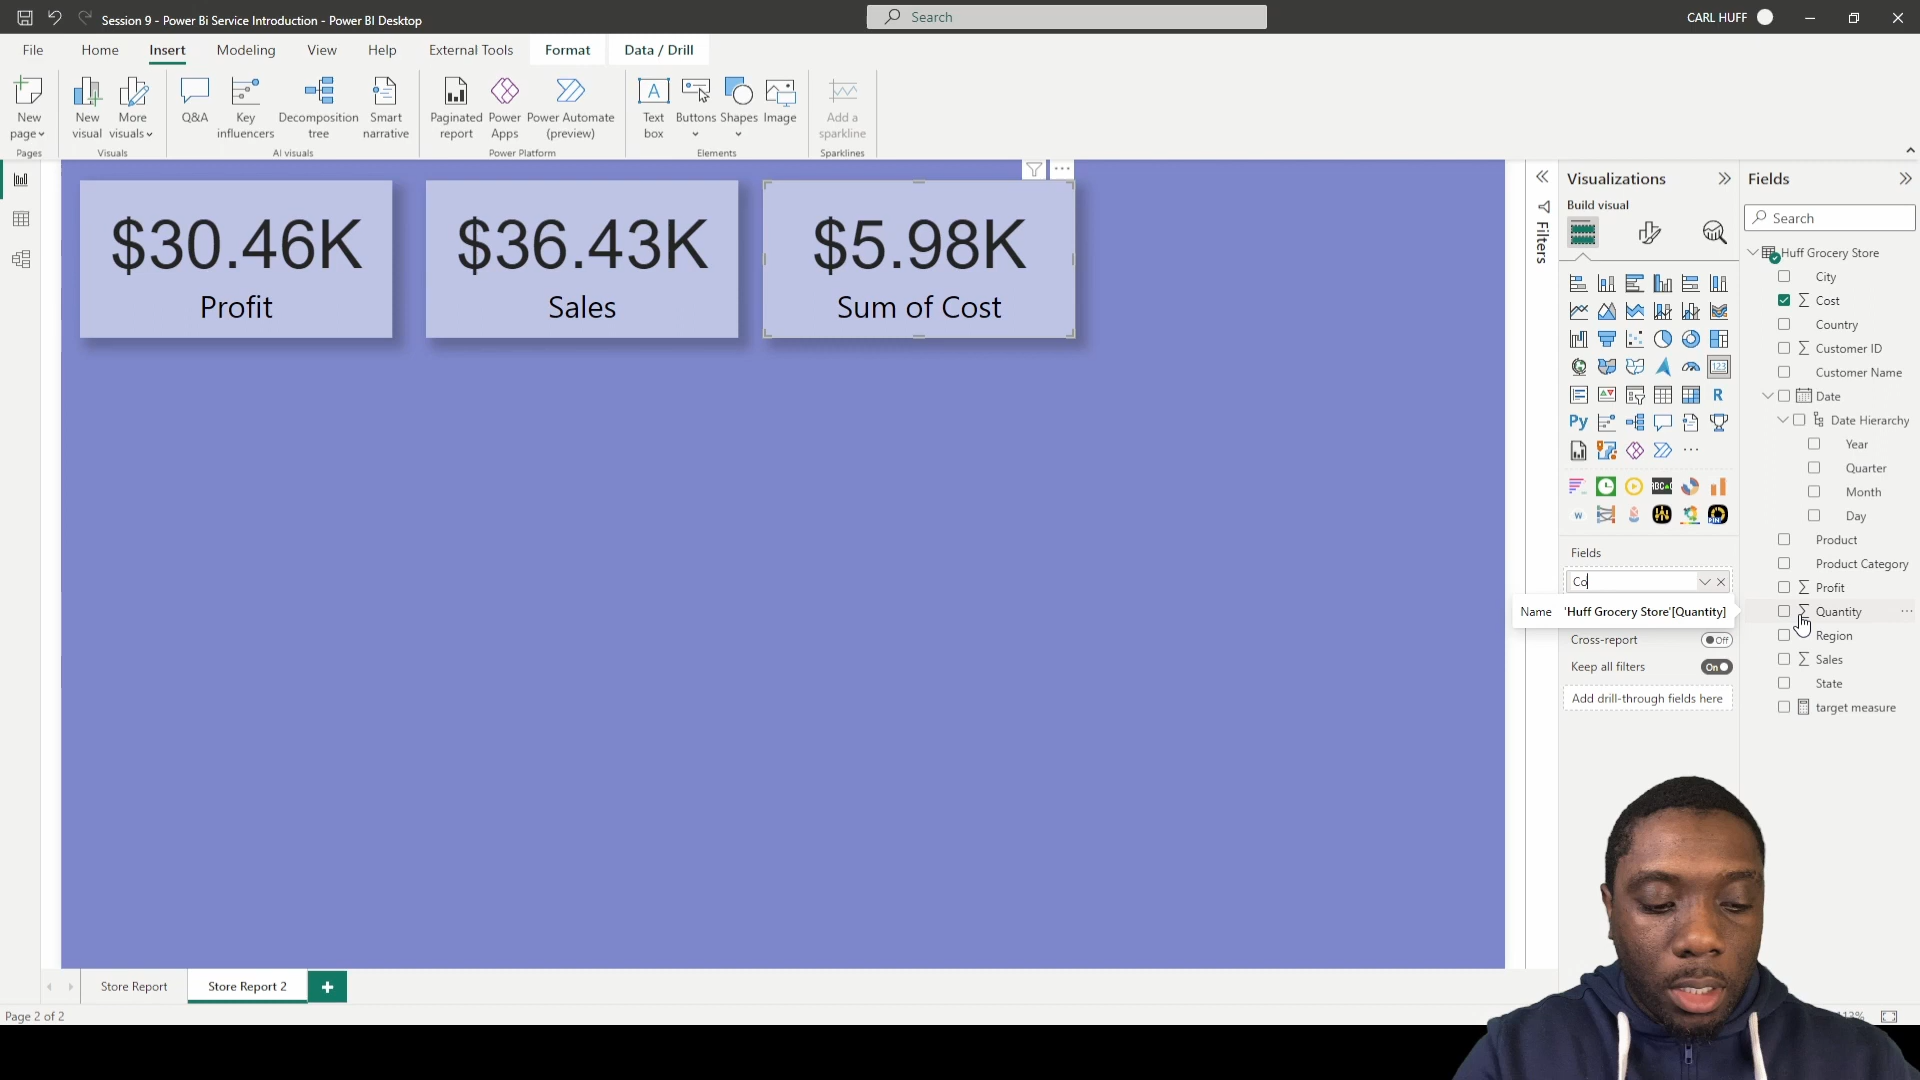 Session 9 - Power Bi Service Introduction - Power BI Desktop
Search
CARL HUFF
File Home Insert Modeling View Help External Tools Format Data / Drill
New page
New visual
More visuals
Q&A
Key influencers
Decomposition tree
Smart narrative
Paginated report
Power Apps
Power Automate (preview)
Text box
Buttons
Shapes
Image
Add a sparkline
Pages Visuals AI visuals Power Platform Elements Sparklines
$30.46K
Profit
$36.43K
Sales
$5.98K
Sum of Cost
Filters
Visualizations
Build visual
123
R
Py
ABC
W
PIN
Fields
Co
Name 'Huff Grocery Store'[Quantity]
Cross-report Off
Keep all filters On
Add drill-through fields here
Fields
Search
Huff Grocery Store
City
Cost
Country
Customer ID
Customer Name
Date
Date Hierarchy
Year
Quarter
Month
Day
Product
Product Category
Profit
Quantity
Region
Sales
State
target measure
Store Report
Store Report 2
Page 2 of 2